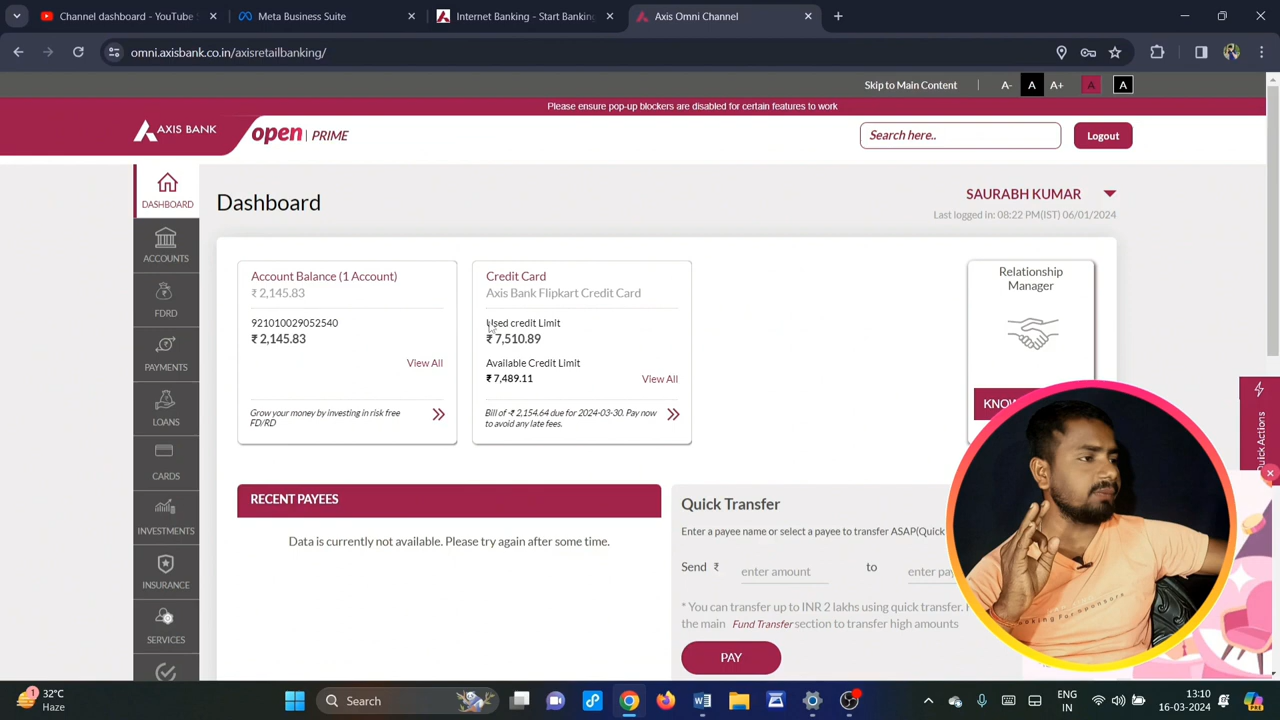 Channel dashboard - YouTube S
Meta Business Suite
Internet Banking - Start Banking
Axis Omni Channel
omni.axisbank.co.in/axisretailbanking/
Skip to Main Content | A- A A+ A A
Please ensure pop-up blockers are disabled for certain features to work
AXIS BANK
open | PRIME
Search here..
Logout
DASHBOARD
ACCOUNTS
FDRD
PAYMENTS
LOANS
CARDS
INVESTMENTS
INSURANCE
SERVICES
Dashboard
SAURABH KUMAR
Last logged in: 08:22 PM(IST) 06/01/2024
Account Balance (1 Account)
₹ 2,145.83
921010029052540
₹ 2,145.83
View All
Grow your money by investing in risk free
FD/RD
Credit Card
Axis Bank Flipkart Credit Card
Used credit Limit
₹ 7,510.89
Available Credit Limit
₹ 7,489.11
View All
Bill of -₹ 2,154.64 due for 2024-03-30. Pay now
to avoid any late fees.
Relationship
Manager
KNOW
Quick Actions
RECENT PAYEES
Data is currently not available. Please try again after some time.
Quick Transfer
Enter a payee name or select a payee to transfer ASAP(Quick
Send ₹ enter amount to enter pay
* You can transfer up to INR 2 lakhs using quick transfer.
the main Fund Transfer section to transfer high amounts
PAY
32°C
Haze
Search
ENG
IN
13:10
16-03-2024